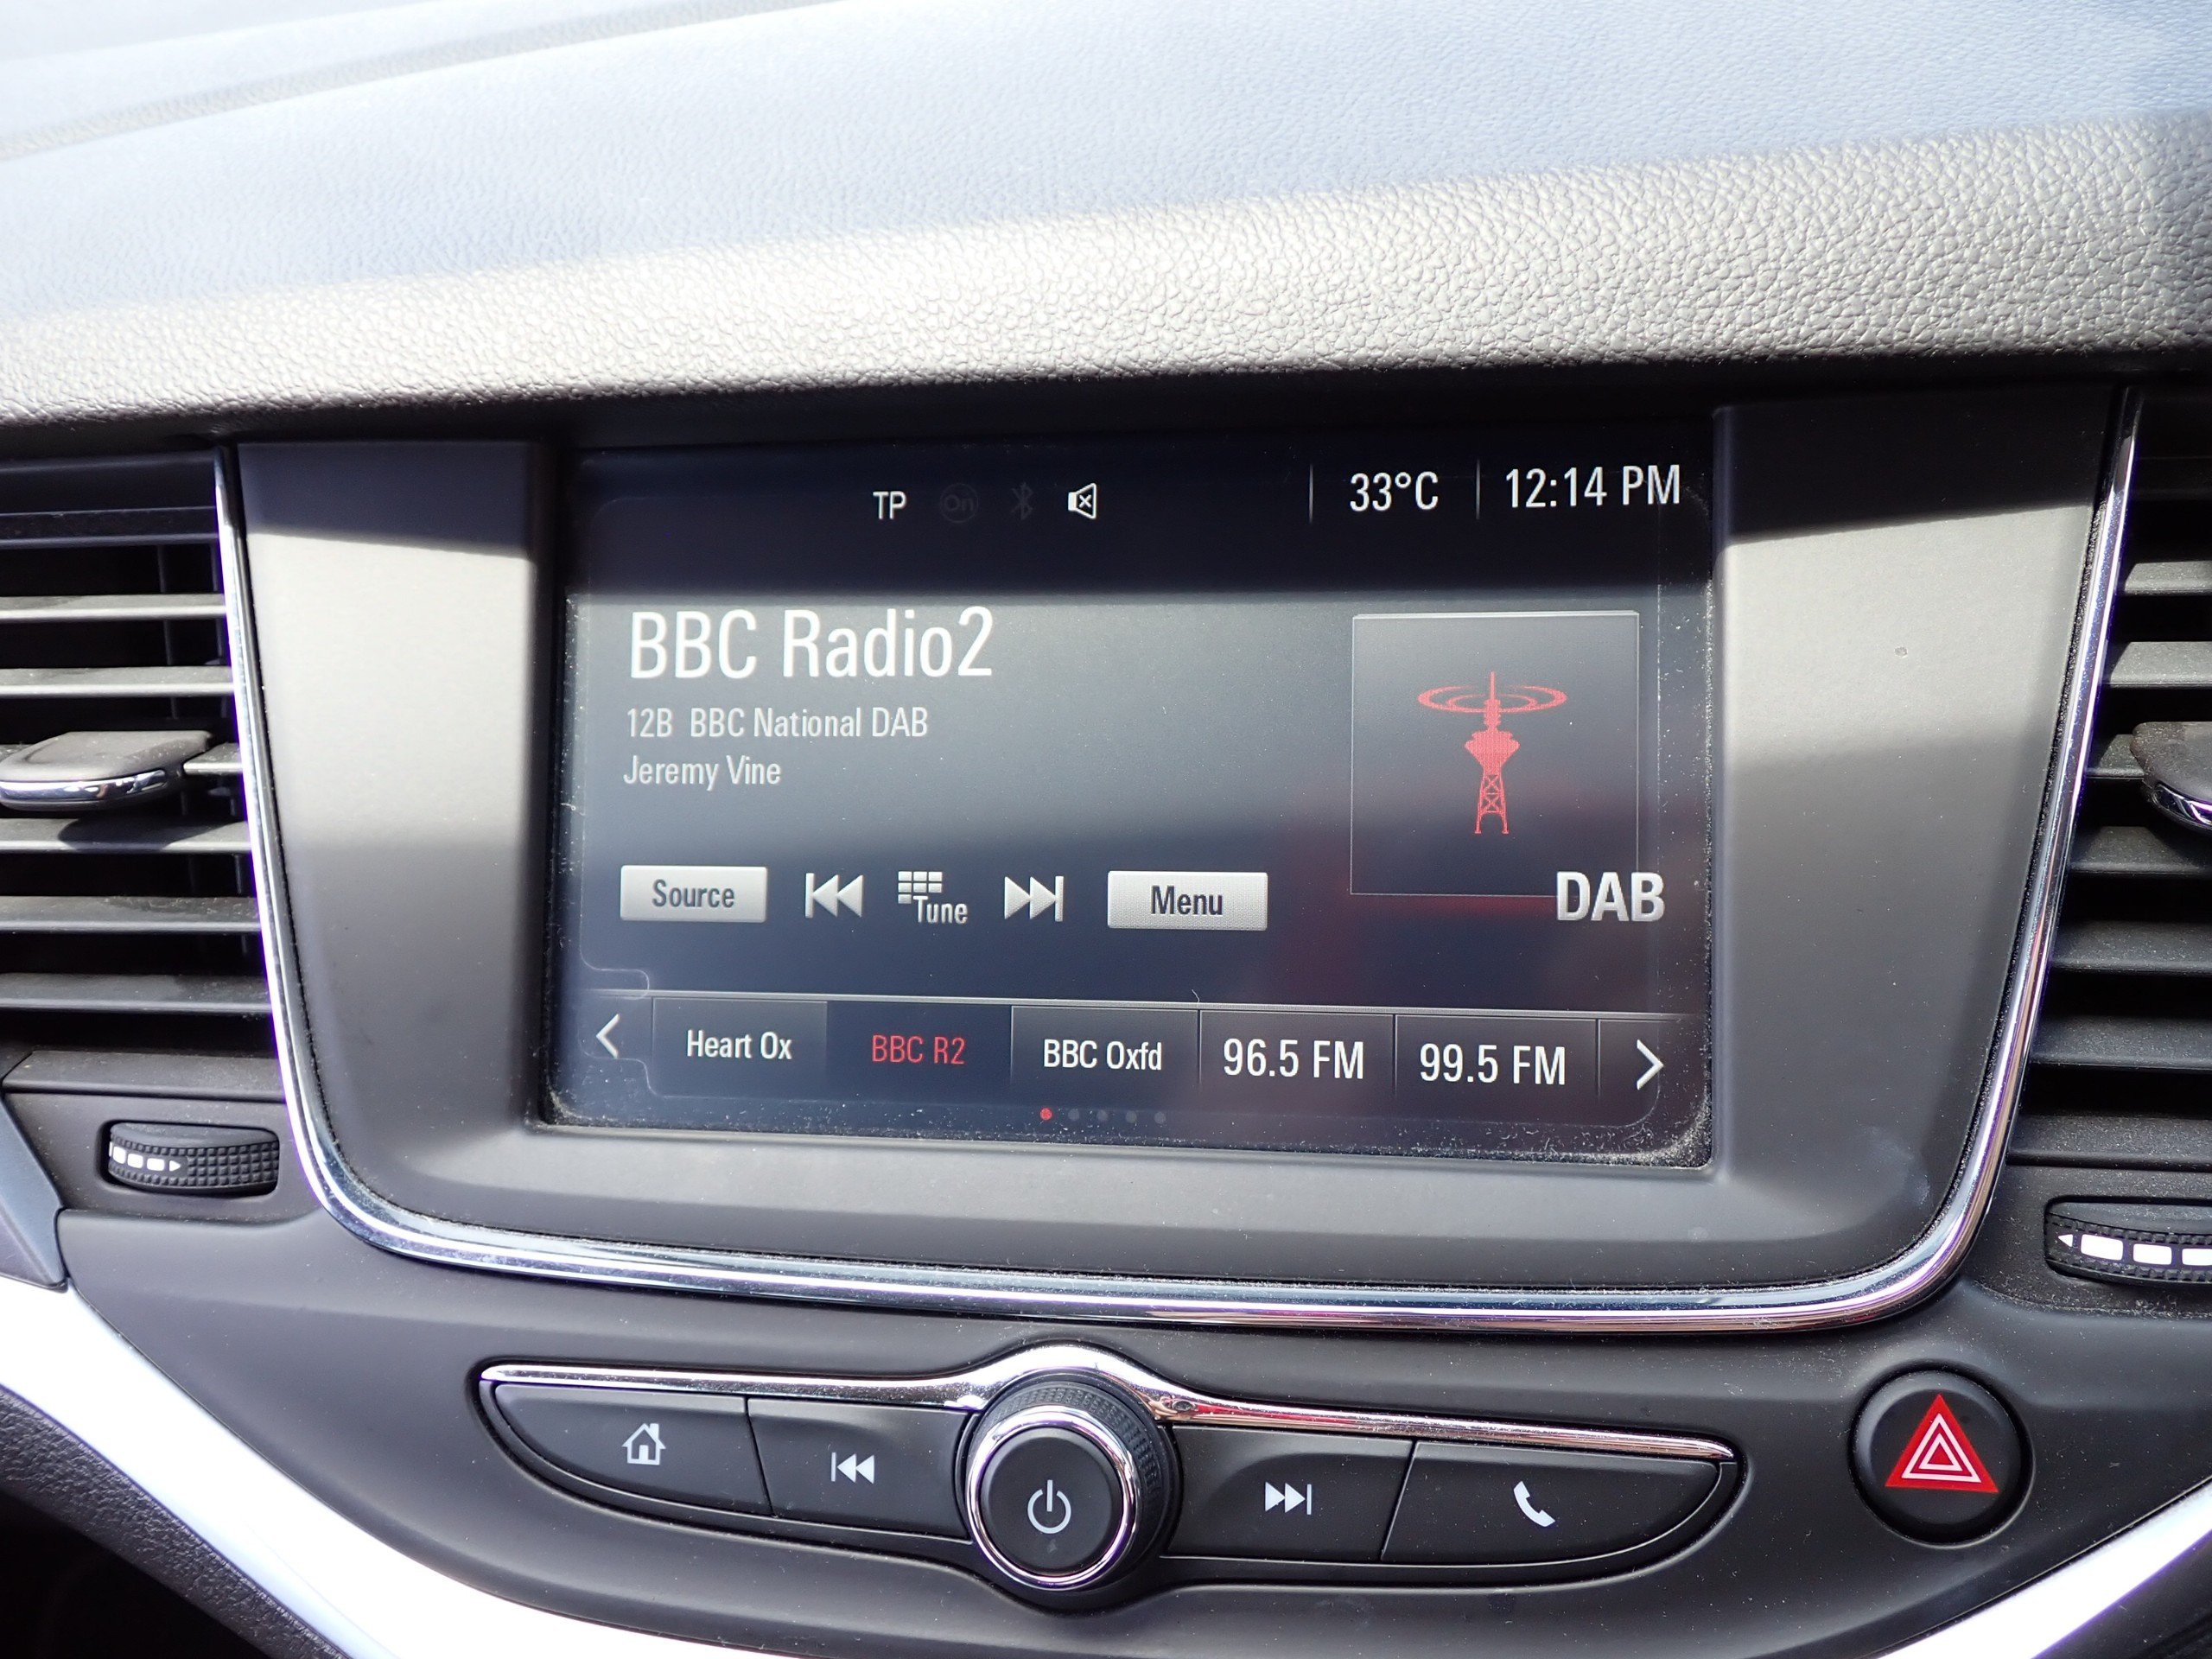 TP On 33°C 12:14 PM
BBC Radio2
12B BBC National DAB
Jeremy Vine
Source Tune Menu
DAB
Heart Ox BBC R2 BBC Oxfd 96.5 FM 99.5 FM